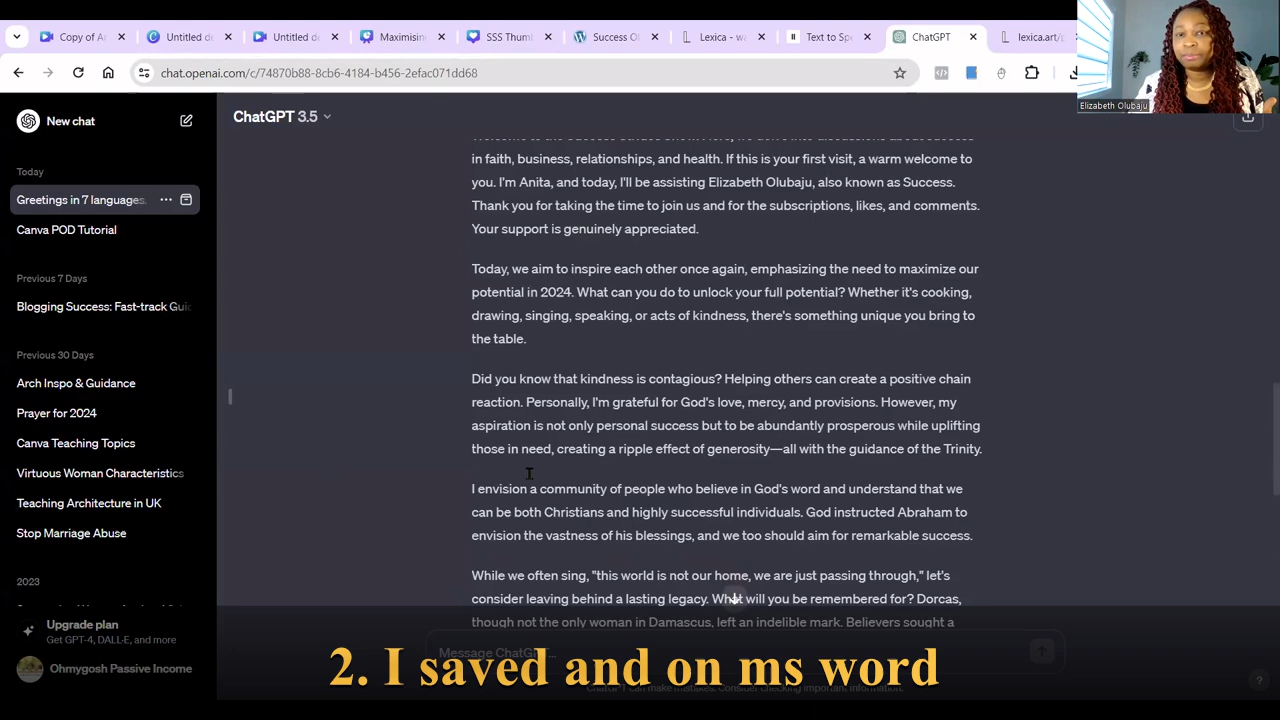 Copy of A
Untitled d
Untitled de
Maximisin
SSS Thum
Success O
Lexica - w
Text to Sp
ChatGPT
lexica.art/
chat.openai.com/c/74870b88-8cb6-4184-b456-2efac071dd68
Elizabeth Olubaju
New chat
ChatGPT 3.5
Today
Greetings in 7 languages.
Canva POD Tutorial
Previous 7 Days
Blogging Success: Fast-track Gui
Previous 30 Days
Arch Inspo & Guidance
Prayer for 2024
Canva Teaching Topics
Virtuous Woman Characteristics
Teaching Architecture in UK
Stop Marriage Abuse
2023
Upgrade plan
Get GPT-4, DALL·E, and more
Ohmygosh Passive Income
in faith, business, relationships, and health. If this is your first visit, a warm welcome to
you. I'm Anita, and today, I'll be assisting Elizabeth Olubaju, also known as Success.
Thank you for taking the time to join us and for the subscriptions, likes, and comments.
Your support is genuinely appreciated.
Today, we aim to inspire each other once again, emphasizing the need to maximize our
potential in 2024. What can you do to unlock your full potential? Whether it's cooking,
drawing, singing, speaking, or acts of kindness, there's something unique you bring to
the table.
Did you know that kindness is contagious? Helping others can create a positive chain
reaction. Personally, I'm grateful for God's love, mercy, and provisions. However, my
aspiration is not only personal success but to be abundantly prosperous while uplifting
those in need, creating a ripple effect of generosity—all with the guidance of the Trinity.
I envision a community of people who believe in God's word and understand that we
can be both Christians and highly successful individuals. God instructed Abraham to
envision the vastness of his blessings, and we too should aim for remarkable success.
While we often sing, "this world is not our home, we are just passing through," let's
consider leaving behind a lasting legacy. What will you be remembered for? Dorcas,
though not the only woman in Damascus, left an indelible mark. Believers sought a
Message ChatGPT...
2. I saved and on ms word
ChatGPT can make mistakes. Consider checking important information.
?